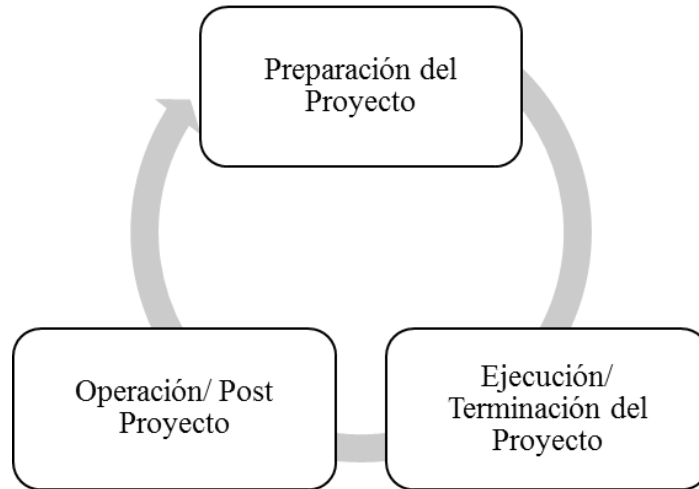 Preparación del
Proyecto
Operación/ Post
Proyecto
Ejecución/
Terminación del
Proyecto